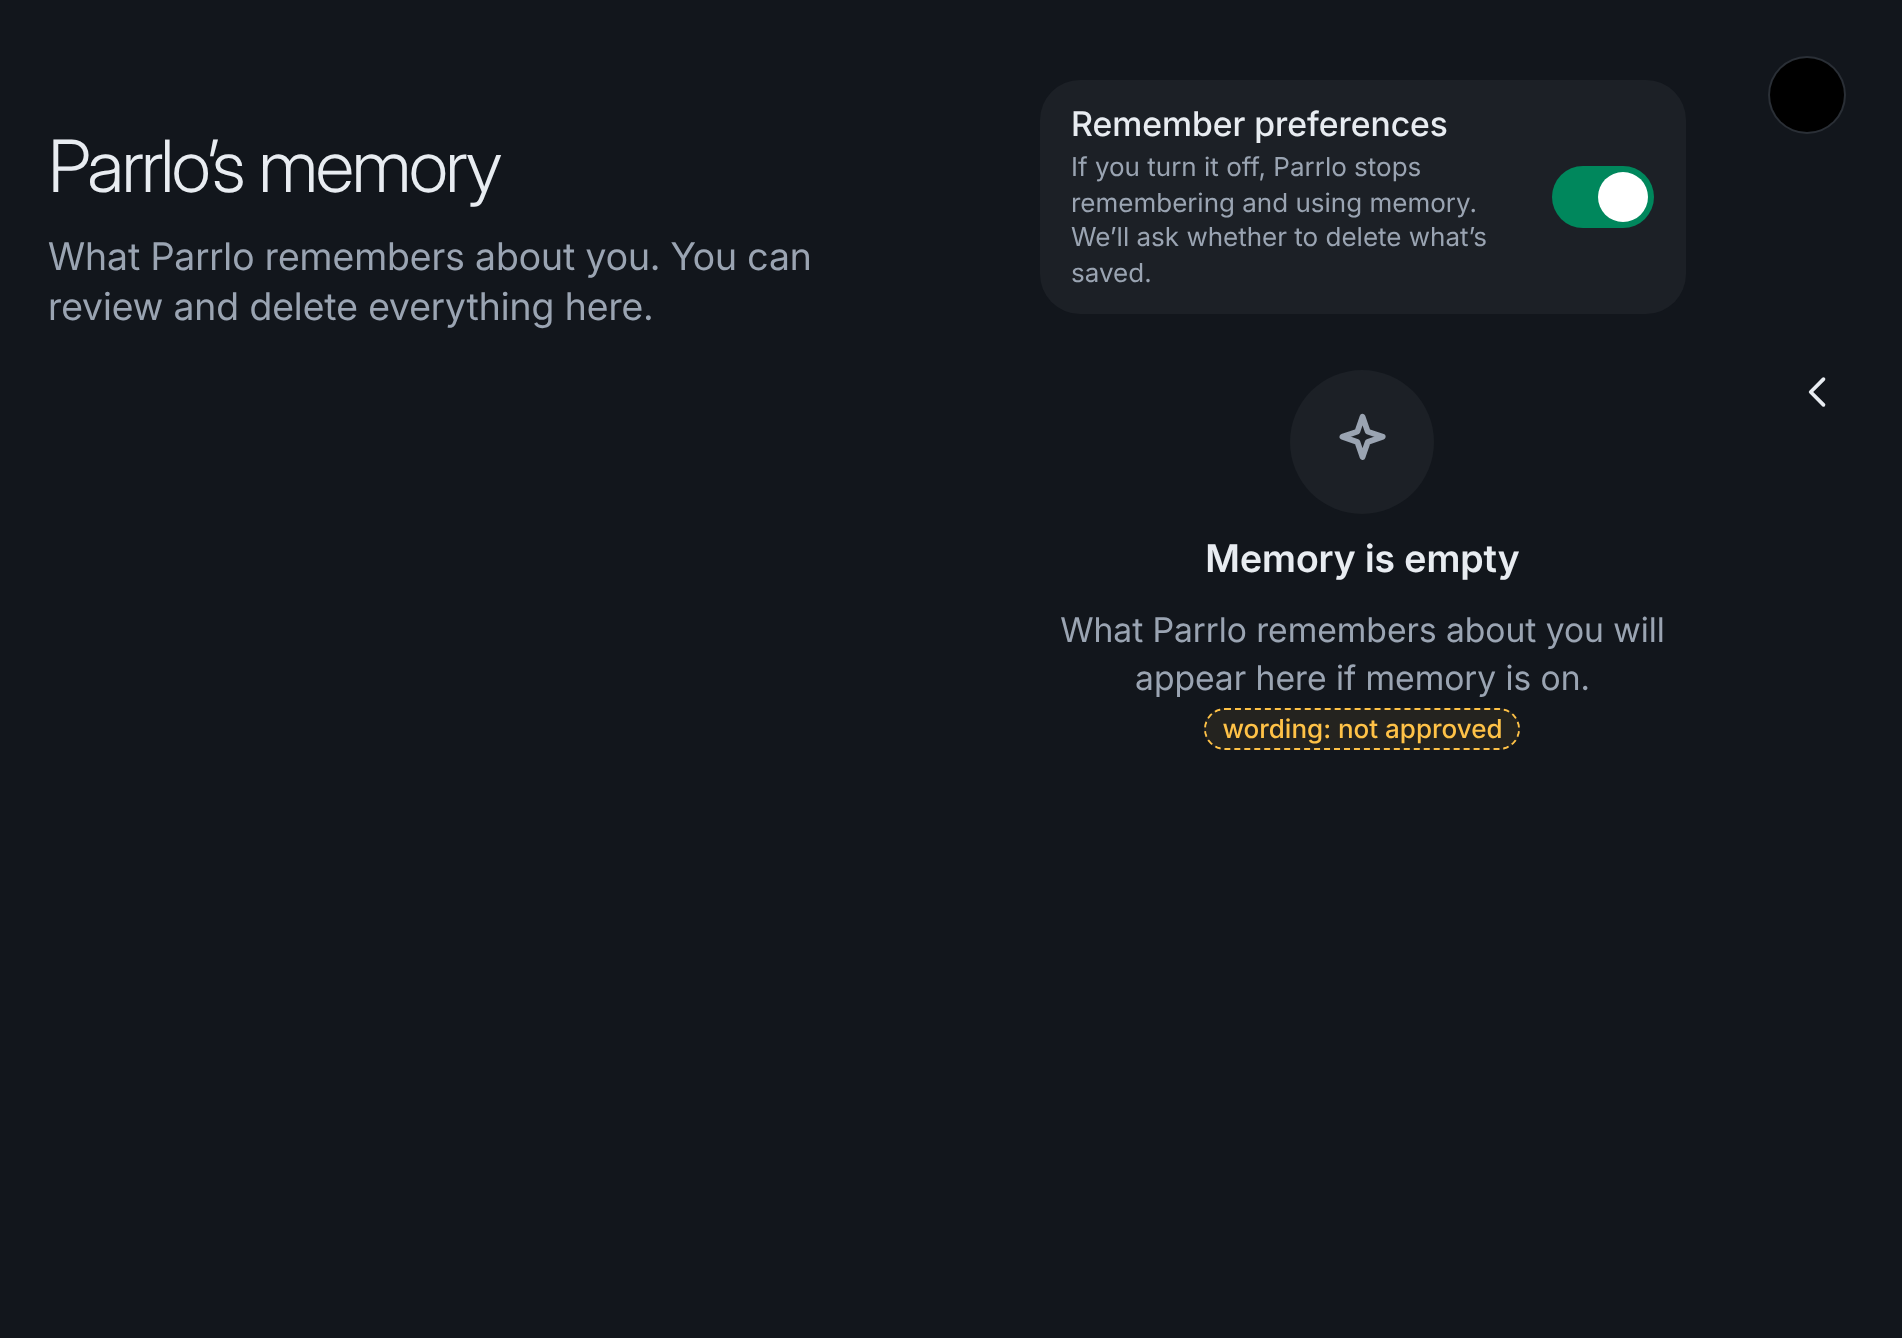 Parrlo’s memory
What Parrlo remembers about you. You can
review and delete everything here.
Remember preferences
If you turn it off, Parrlo stops
remembering and using memory.
We’ll ask whether to delete what’s
saved.
Memory is empty
What Parrlo remembers about you will
appear here if memory is on.
wording: not approved